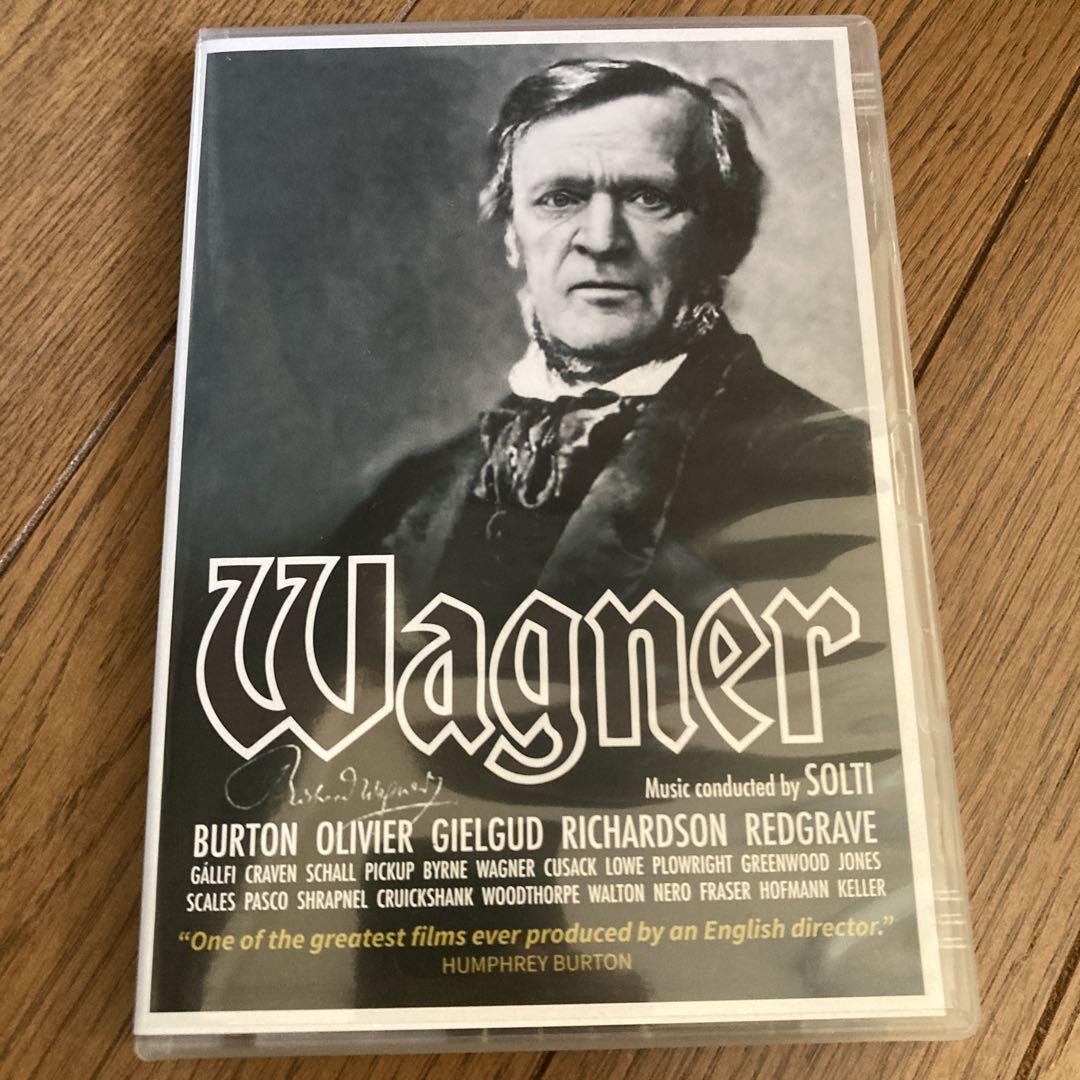 Wagner
Richard Wagner
Music conducted by SOLTI
BURTON OLIVIER GIELGUD RICHARDSON REDGRAVE
GÁLLFI CRAVEN SCHALL PICKUP BYRNE WAGNER CUSACK LOWE PLOWRIGHT GREENWOOD JONES
SCALES PASCO SHRAPNEL CRUICKSHANK WOODTHORPE WALTON NERO FRASER HOFMANN KELLER
“One of the greatest films ever produced by an English director.”
HUMPHREY BURTON